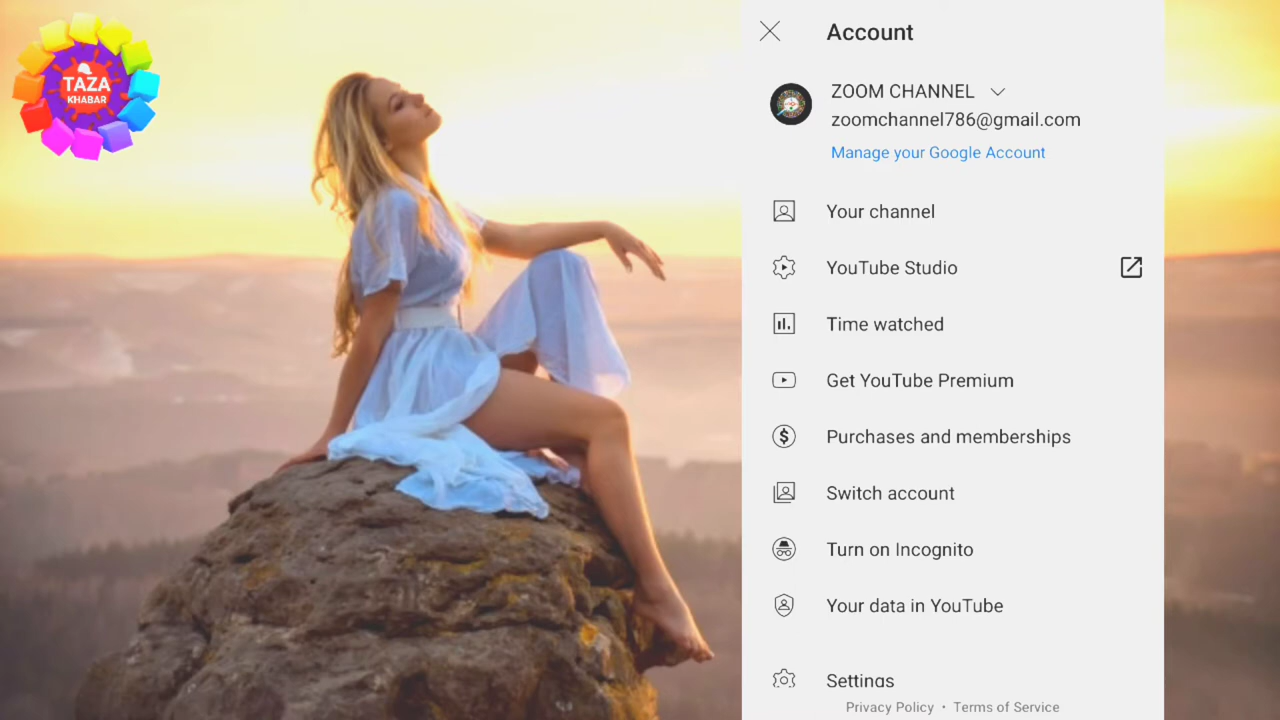 TAZA
KHABAR
Account
ZOOM CHANNEL
zoomchannel786@gmail.com
Manage your Google Account
Your channel
YouTube Studio
Time watched
Get YouTube Premium
Purchases and memberships
Switch account
Turn on Incognito
Your data in YouTube
Settings
Privacy Policy • Terms of Service